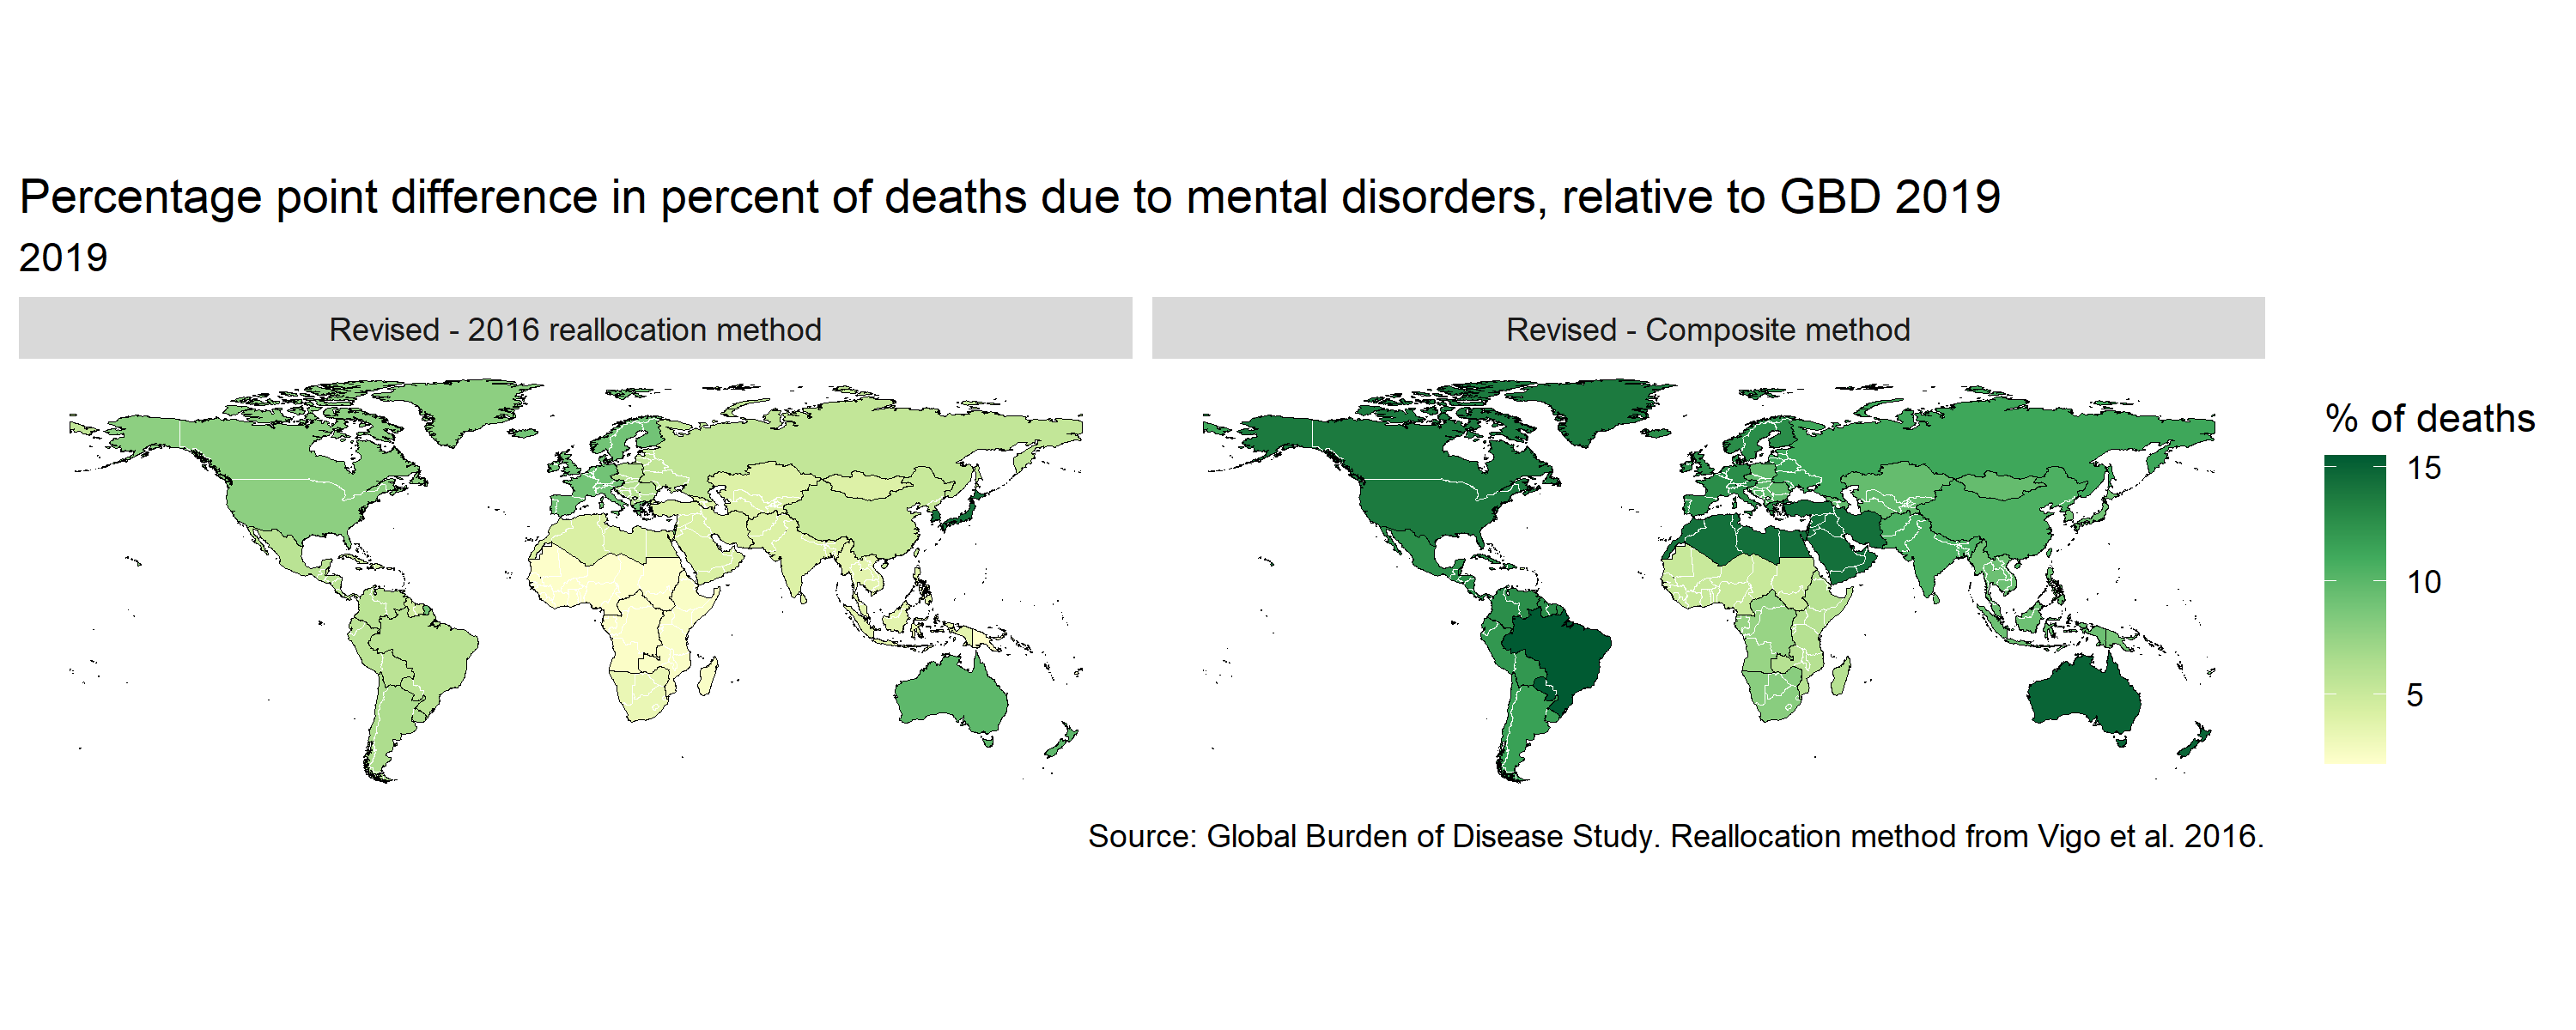 Percentage point difference in percent of deaths due to mental disorders, relative to GBD 2019
2019
Revised - 2016 reallocation method
Revised - Composite method
% of deaths
15
10
5
Source: Global Burden of Disease Study. Reallocation method from Vigo et al. 2016.